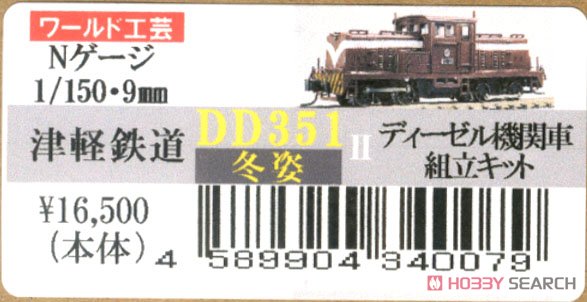 ワールド工芸
Nゲージ
1/150・9mm
津軽鉄道 DD351 II ディーゼル機関車
冬姿 組立キット
¥16,500
(本体)
4 589904 340079
HOBBY SEARCH